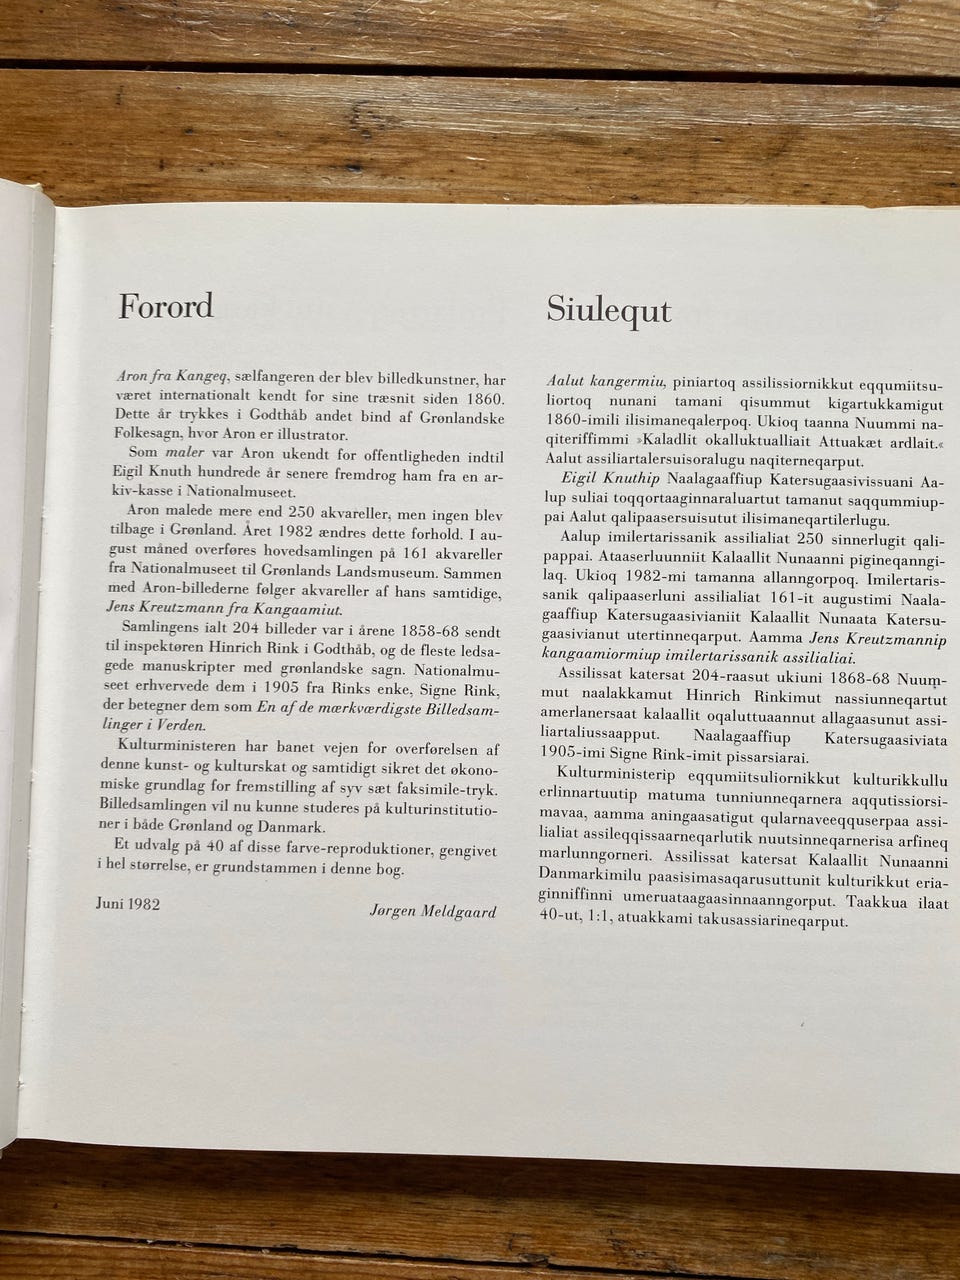 Forord
Aron fra Kangeq, sælfangeren der blev billedkunstner, har
været internationalt kendt for sine træsnit siden 1860.
Dette år trykkes i Godthåb andet bind af Grønlandske
Folkesagn, hvor Aron er illustrator.
Som maler var Aron ukendt for offentligheden indtil
Eigil Knuth hundrede år senere fremdrog ham fra en ar-
kiv-kasse i Nationalmuseet.
Aron malede mere end 250 akvareller, men ingen blev
tilbage i Grønland. Året 1982 ændres dette forhold. I au-
gust måned overføres hovedsamlingen på 161 akvareller
fra Nationalmuseet til Grønlands Landsmuseum. Sammen
med Aron-billederne følger akvareller af hans samtidige,
Jens Kreutzmann fra Kangaamiut.
Samlingens ialt 204 billeder var i årene 1858-68 sendt
til inspektøren Hinrich Rink i Godthåb, og de fleste ledsa-
gede manuskripter med grønlandske sagn. Nationalmu-
seet erhvervede dem i 1905 fra Rinks enke, Signe Rink,
der betegner dem som En af de mærkværdigste Billedsam-
linger i Verden.
Kulturministeren har banet vejen for overførelsen af
denne kunst- og kulturskat og samtidigt sikret det økono-
miske grundlag for fremstilling af syv sæt faksimile-tryk.
Billedsamlingen vil nu kunne studeres på kulturinstitutio-
ner i både Grønland og Danmark.
Et udvalg på 40 af disse farve-reproduktioner, gengivet
i hel størrelse, er grundstammen i denne bog.
Juni 1982
Jørgen Meldgaard
Siulequt
Aalut kangermiu, piniartoq assilissiornikkut eqqumiitsu-
liortoq nunani tamani qisummut kigartukkamigut
1860-imili ilisimaneqalerpoq. Ukioq taanna Nuummi na-
qiteriffimmi »Kaladlit okalluktualliait Attuakæt ardlait.«
Aalut assiliartalersuisoralugu naqiterneqarput.
Eigil Knuthip Naalagaaffiup Katersugaasivissuani Aa-
lup suliai toqqortaaginnaraluartut tamanut saqqummiup-
pai Aalut qalipaasersuisutut ilisimaneqartilerlugu.
Aalup imilertarissanik assilialiat 250 sinnerlugit qali-
pappai. Ataaserluunniit Kalaallit Nunaanni pigineqanngi-
laq. Ukioq 1982-mi tamanna allanngorpoq. Imilertaris-
sanik qalipaaserluni assilialiat 161-it augustimi Naala-
gaaffiup Katersugaasivianiit Kalaallit Nunaata Katersu-
gaasivianut utertinneqarput. Aamma Jens Kreutzmannip
kangaamiormiup imilertarissanik assilialiai.
Assilissat katersat 204-raasut ukiuni 1868-68 Nuum-
mut naalakkamut Hinrich Rinkimut nassiunneqartut
amerlanersaat kalaallit oqaluttuaannut allagaasunut assi-
liartaliussaapput. Naalagaaffiup Katersugaasiviata
1905-imi Signe Rink-imit pissarsiarai.
Kulturministerip eqqumiitsuliornikkut kulturikkullu
erlinnartuutip matuma tunniunneqarnera aqqutissiorsi-
mavaa, aamma aningaasatigut qularnaveeqquserpaa assi-
lialiat assileqqissaarneqarlutik nuutsinneqarnerisa arfineq
marlunngorneri. Assilissat katersat Kalaallit Nunaanni
Danmarkimilu paasisimasaqarusuttunit kulturikkut eria-
ginniffinni umeruataagaasinnaanngorput. Taakkua ilaat
40-ut, 1:1, atuakkami takusassiarineqarput.